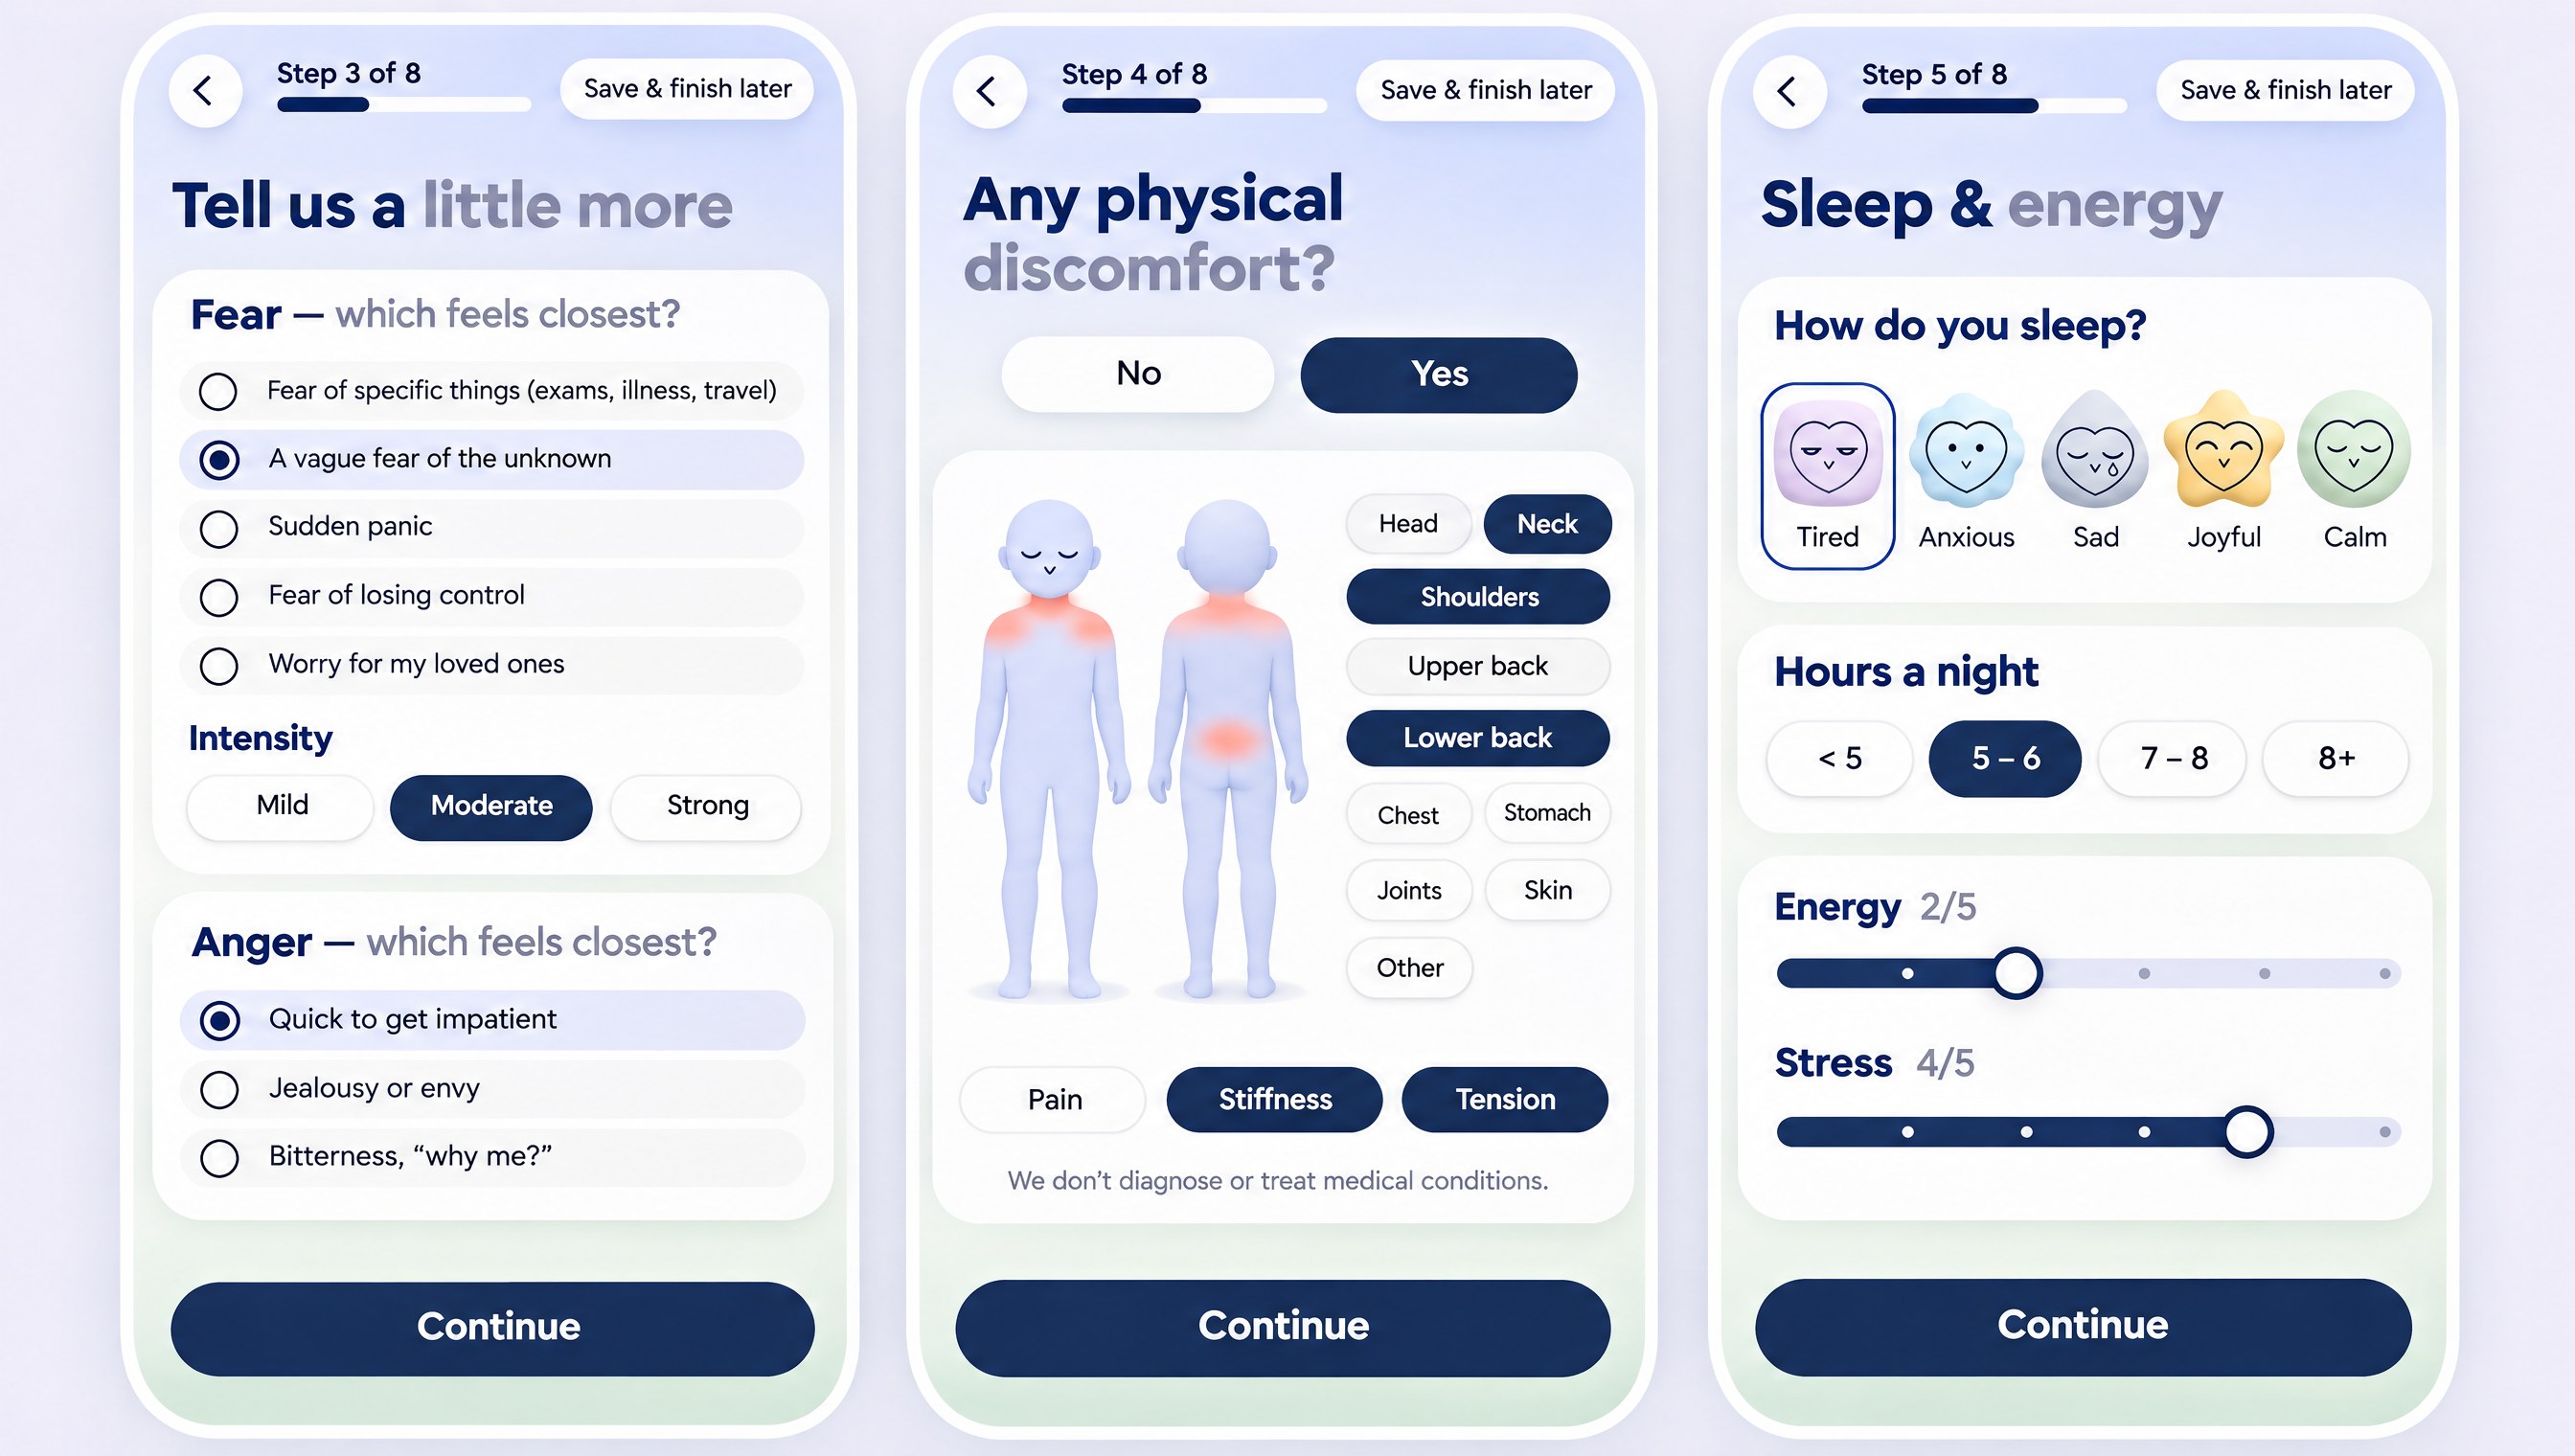 Step 3 of 8
Save & finish later
Tell us a little more
Fear — which feels closest?
Fear of specific things (exams, illness, travel)
A vague fear of the unknown
Sudden panic
Fear of losing control
Worry for my loved ones
Intensity
Mild
Moderate
Strong
Anger — which feels closest?
Quick to get impatient
Jealousy or envy
Bitterness, “why me?”
Continue
Step 4 of 8
Save & finish later
Any physical
discomfort?
No
Yes
Head
Neck
Shoulders
Upper back
Lower back
Chest
Stomach
Joints
Skin
Other
Pain
Stiffness
Tension
We don’t diagnose or treat medical conditions.
Continue
Step 5 of 8
Save & finish later
Sleep & energy
How do you sleep?
Tired
Anxious
Sad
Joyful
Calm
Hours a night
< 5
5 – 6
7 – 8
8+
Energy 2/5
Stress 4/5
Continue